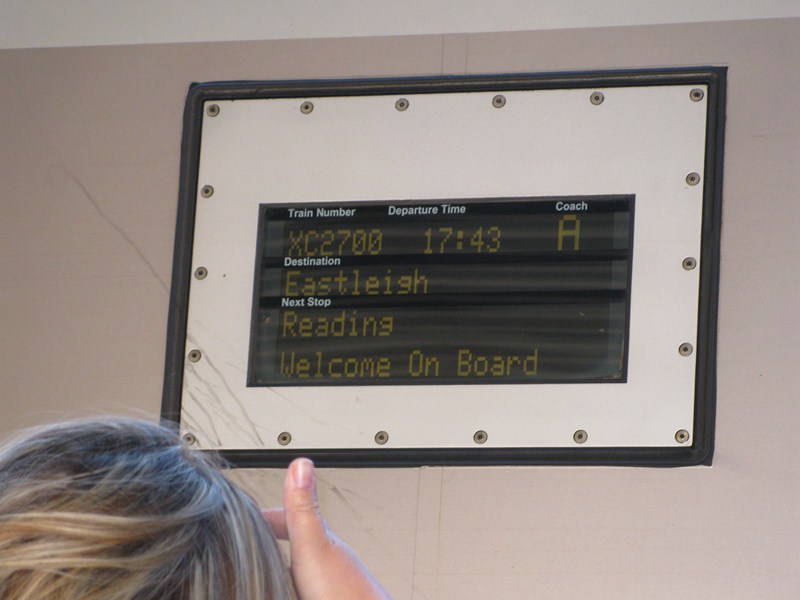 Train Number Departure Time Coach
XC2700 17:43 A
Destination
Eastleigh
Next Stop
Reading
Welcome On Board